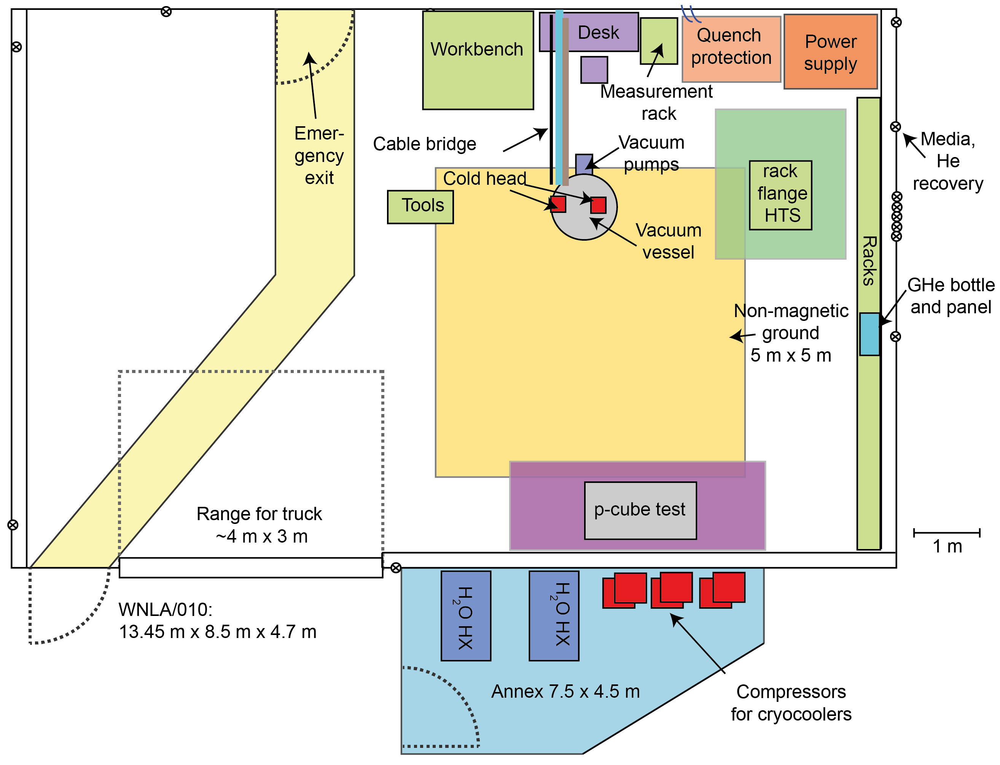 Workbench
Desk
Quench
protection
Power
supply
Measurement
rack
Emer-
gency
exit
Cable bridge
Vacuum
pumps
Media,
He
recovery
Cold head
rack
flange
HTS
Tools
Vacuum
vessel
Racks
GHe bottle
and panel
Non-magnetic
ground
5 m x 5 m
Range for truck
~4 m x 3 m
p-cube test
1 m
WNLA/010:
13.45 m x 8.5 m x 4.7 m
H2O HX
H2O HX
Annex 7.5 x 4.5 m
Compressors
for cryocoolers